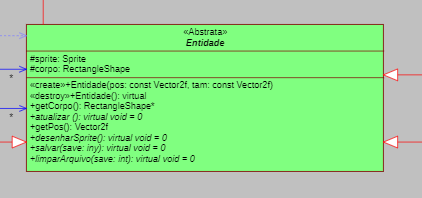 «Abstrata»
Entidade
#sprite: Sprite
#corpo: RectangleShape
«create»+Entidade(pos: const Vector2f, tam: const Vector2f)
«destroy»+Entidade(): virtual
+getCorpo(): RectangleShape*
+atualizar (): virtual void = 0
+getPos(): Vector2f
+desenharSprite(): virtual void = 0
+salvar(save: iny): virtual void = 0
+limparArquivo(save: int): virtual void = 0
*
*